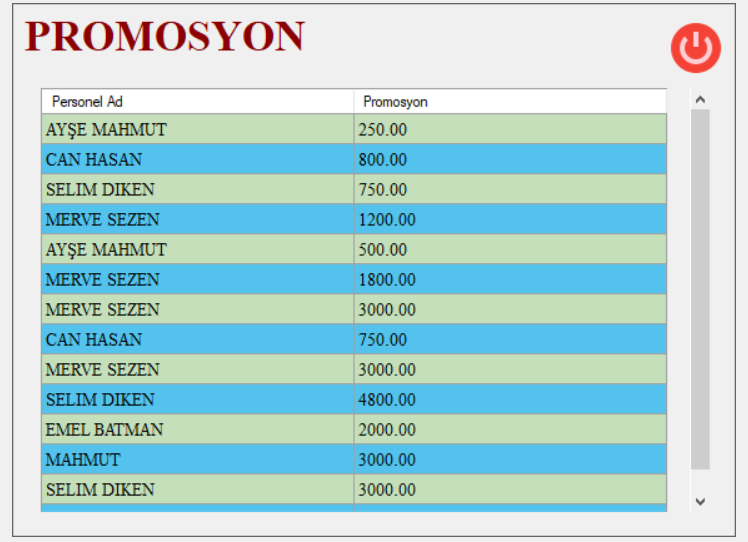 PROMOSYON
Personel Ad Promosyon
AYŞE MAHMUT 250.00
CAN HASAN 800.00
SELIM DIKEN 750.00
MERVE SEZEN 1200.00
AYŞE MAHMUT 500.00
MERVE SEZEN 1800.00
MERVE SEZEN 3000.00
CAN HASAN 750.00
MERVE SEZEN 3000.00
SELIM DIKEN 4800.00
EMEL BATMAN 2000.00
MAHMUT 3000.00
SELIM DIKEN 3000.00